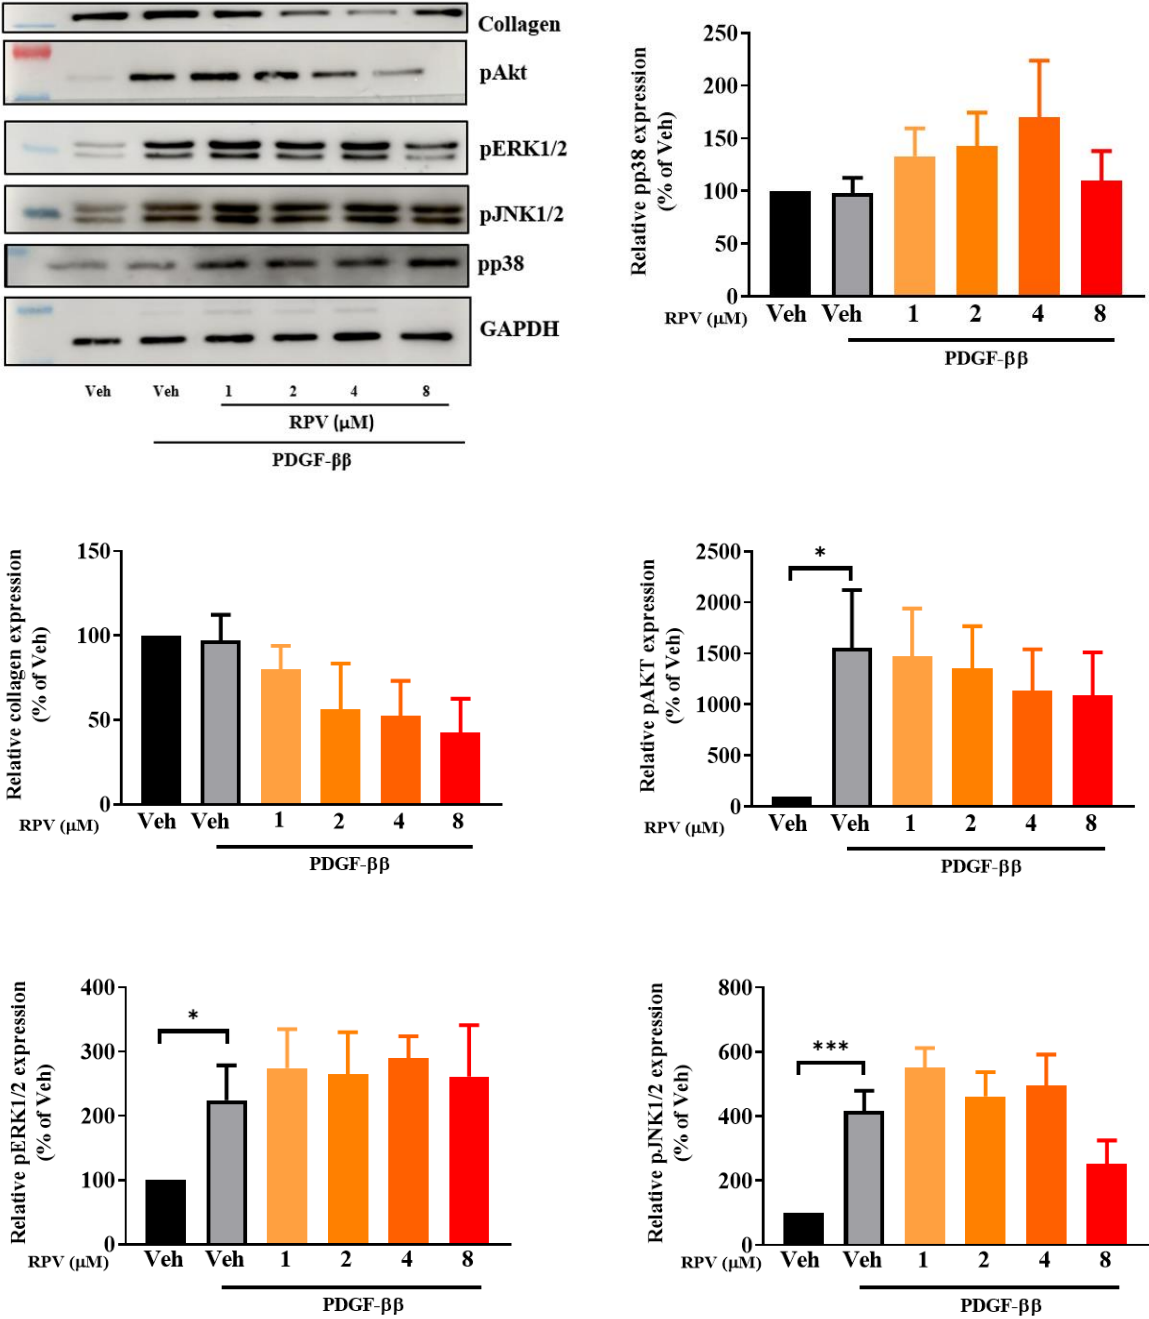 Collagen
pAkt
pERK1/2
pJNK1/2
pp38
GAPDH
Veh Veh 1 2 4 8
RPV (μM)
PDGF-ββ
Relative pp38 expression
(% of Veh)
250
200
150
100
50
0
RPV (μM) Veh Veh 1 2 4 8
PDGF-ββ
Relative collagen expression
(% of Veh)
150
100
50
0
RPV (μM) Veh Veh 1 2 4 8
PDGF-ββ
Relative pAKT expression
(% of Veh)
2500
2000
1500
1000
500
0
*
RPV (μM) Veh Veh 1 2 4 8
PDGF-ββ
Relative pERK1/2 expression
(% of Veh)
400
300
200
100
0
*
RPV (μM) Veh Veh 1 2 4 8
PDGF-ββ
Relative pJNK1/2 expression
(% of Veh)
800
600
400
200
0
***
RPV (μM) Veh Veh 1 2 4 8
PDGF-ββ